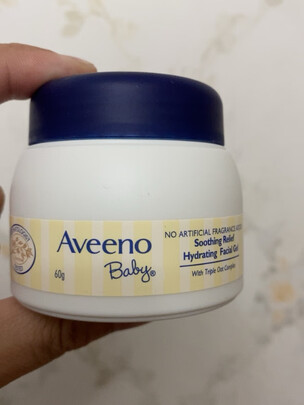 Aveeno
Baby®
60g
NO ARTIFICIAL FRAGRANCE
Soothing Relief
Hydrating Facial Gel
With Triple Oat Complex